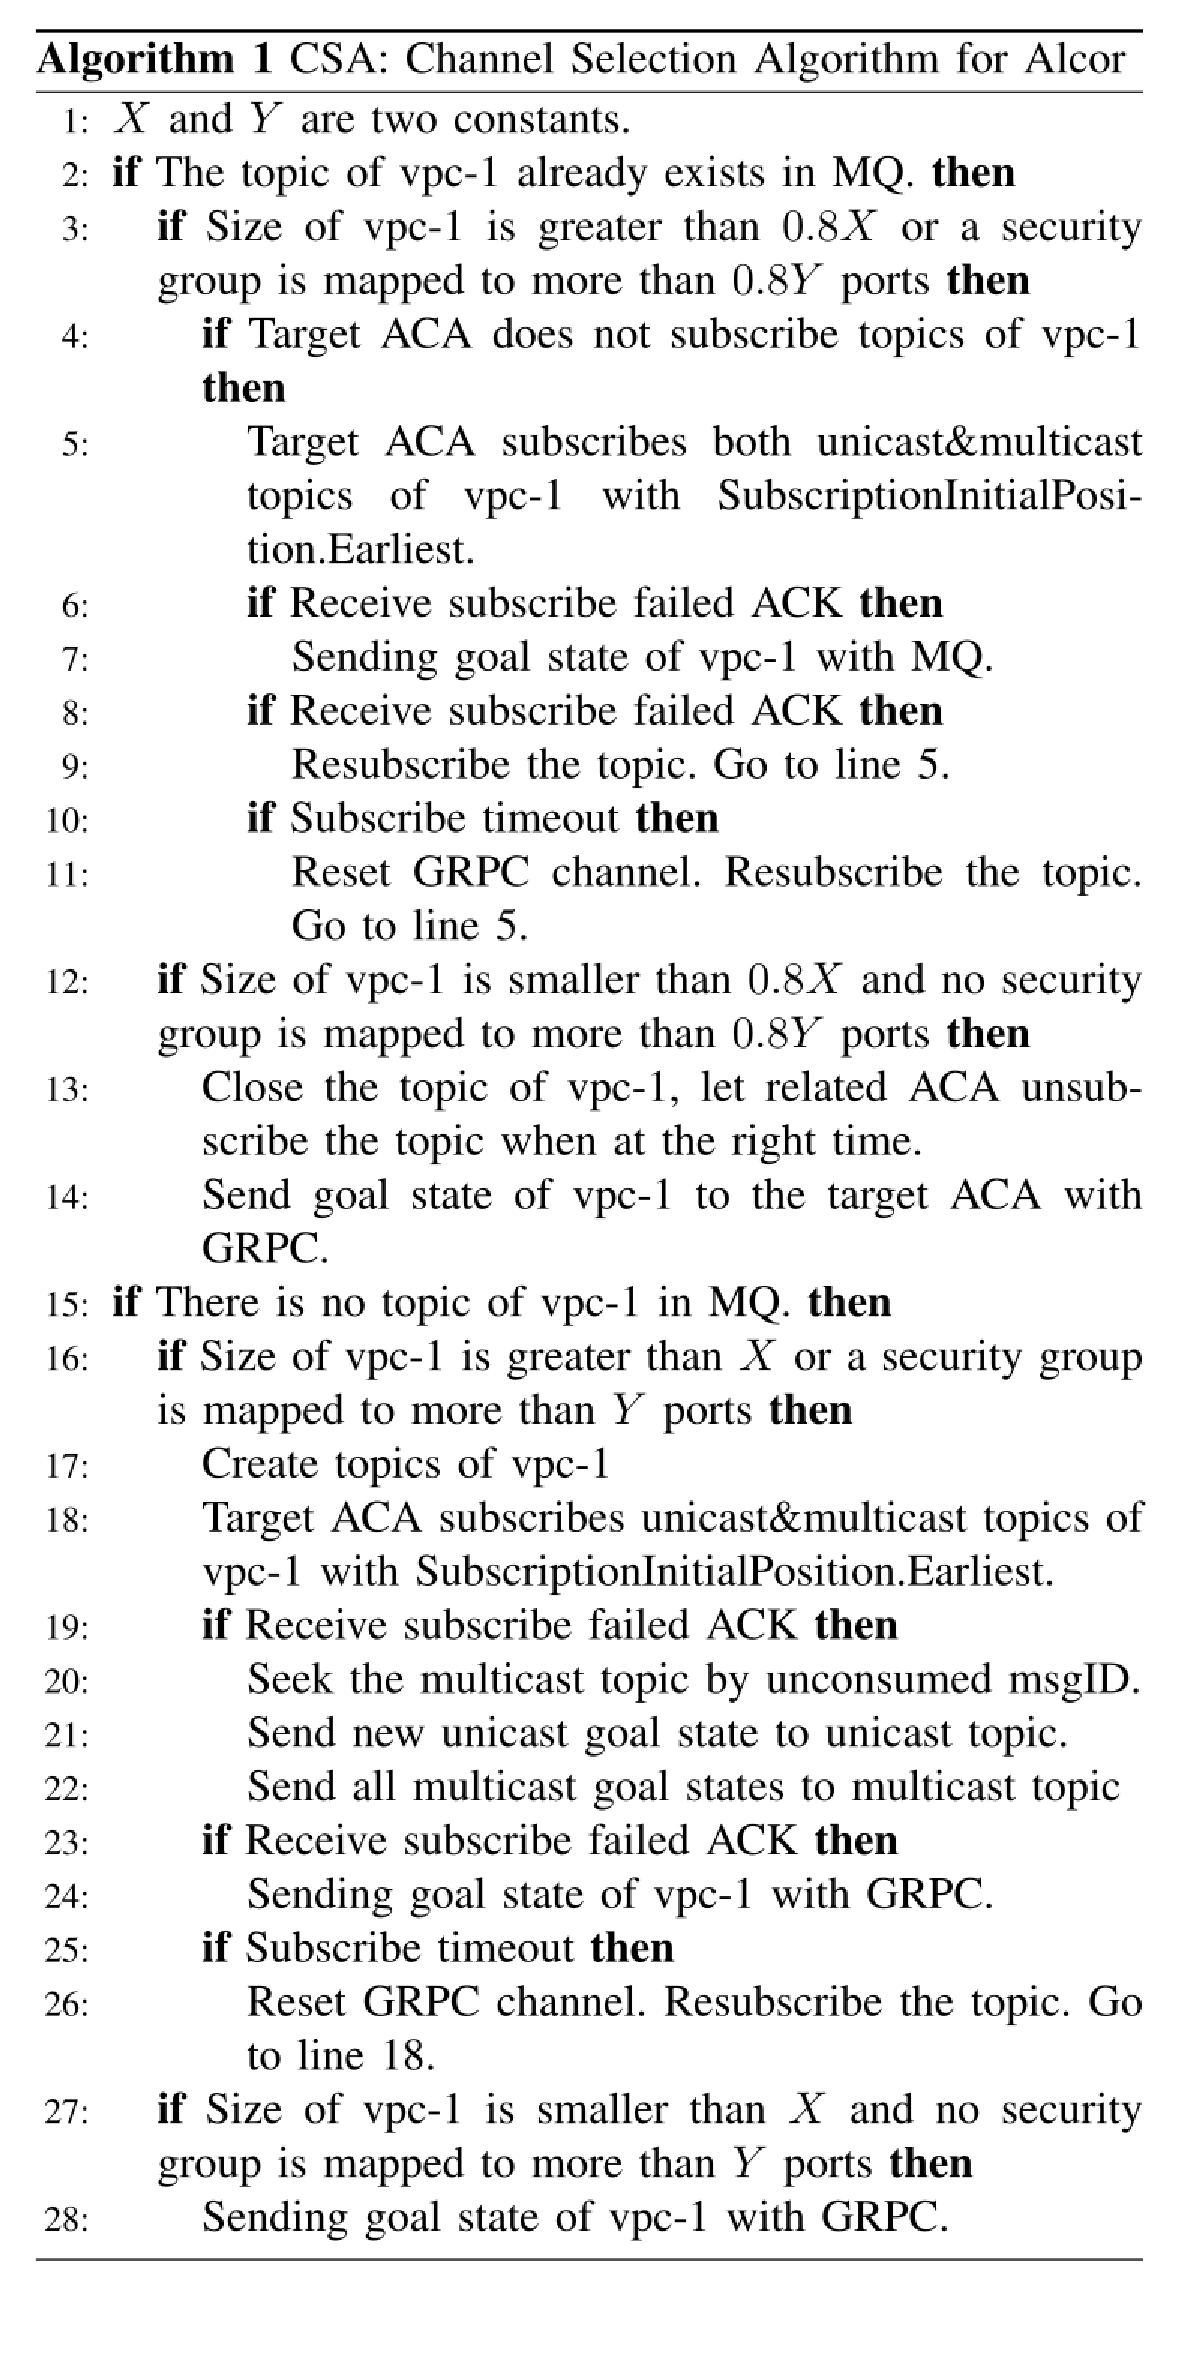 Algorithm 1 CSA: Channel Selection Algorithm for Alcor
1: X and Y are two constants.
2: if The topic of vpc-1 already exists in MQ. then
3: if Size of vpc-1 is greater than 0.8X or a security
group is mapped to more than 0.8Y ports then
4: if Target ACA does not subscribe topics of vpc-1
then
5: Target ACA subscribes both unicast&multicast
topics of vpc-1 with SubscriptionInitialPosi-
tion.Earliest.
6: if Receive subscribe failed ACK then
7: Sending goal state of vpc-1 with MQ.
8: if Receive subscribe failed ACK then
9: Resubscribe the topic. Go to line 5.
10: if Subscribe timeout then
11: Reset GRPC channel. Resubscribe the topic.
Go to line 5.
12: if Size of vpc-1 is smaller than 0.8X and no security
group is mapped to more than 0.8Y ports then
13: Close the topic of vpc-1, let related ACA unsub-
scribe the topic when at the right time.
14: Send goal state of vpc-1 to the target ACA with
GRPC.
15: if There is no topic of vpc-1 in MQ. then
16: if Size of vpc-1 is greater than X or a security group
is mapped to more than Y ports then
17: Create topics of vpc-1
18: Target ACA subscribes unicast&multicast topics of
vpc-1 with SubscriptionInitialPosition.Earliest.
19: if Receive subscribe failed ACK then
20: Seek the multicast topic by unconsumed msgID.
21: Send new unicast goal state to unicast topic.
22: Send all multicast goal states to multicast topic
23: if Receive subscribe failed ACK then
24: Sending goal state of vpc-1 with GRPC.
25: if Subscribe timeout then
26: Reset GRPC channel. Resubscribe the topic. Go
to line 18.
27: if Size of vpc-1 is smaller than X and no security
group is mapped to more than Y ports then
28: Sending goal state of vpc-1 with GRPC.